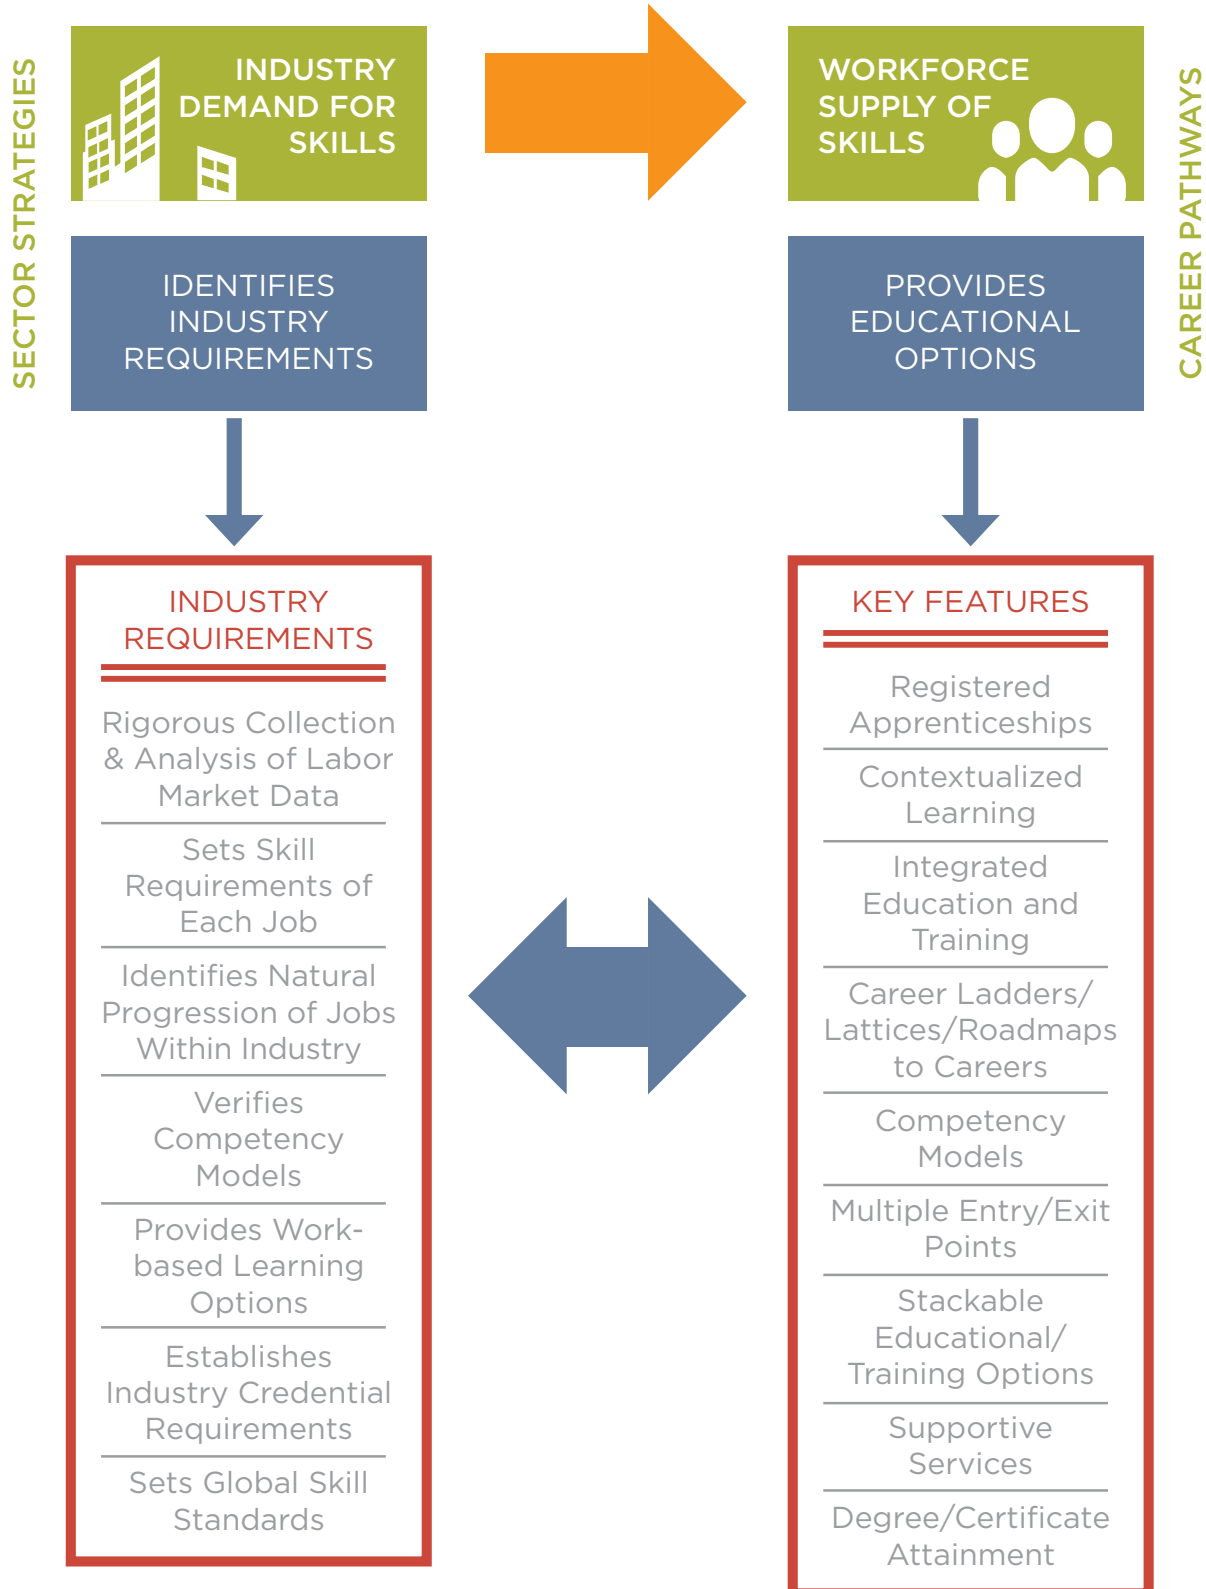 SECTOR STRATEGIES
INDUSTRY
DEMAND FOR
SKILLS
IDENTIFIES
INDUSTRY
REQUIREMENTS
INDUSTRY
REQUIREMENTS
Rigorous Collection
& Analysis of Labor
Market Data
Sets Skill
Requirements of
Each Job
Identifies Natural
Progression of Jobs
Within Industry
Verifies
Competency
Models
Provides Work-
based Learning
Options
Establishes
Industry Credential
Requirements
Sets Global Skill
Standards
WORKFORCE
SUPPLY OF
SKILLS
CAREER PATHWAYS
PROVIDES
EDUCATIONAL
OPTIONS
KEY FEATURES
Registered
Apprenticeships
Contextualized
Learning
Integrated
Education and
Training
Career Ladders/
Lattices/Roadmaps
to Careers
Competency
Models
Multiple Entry/Exit
Points
Stackable
Educational/
Training Options
Supportive
Services
Degree/Certificate
Attainment